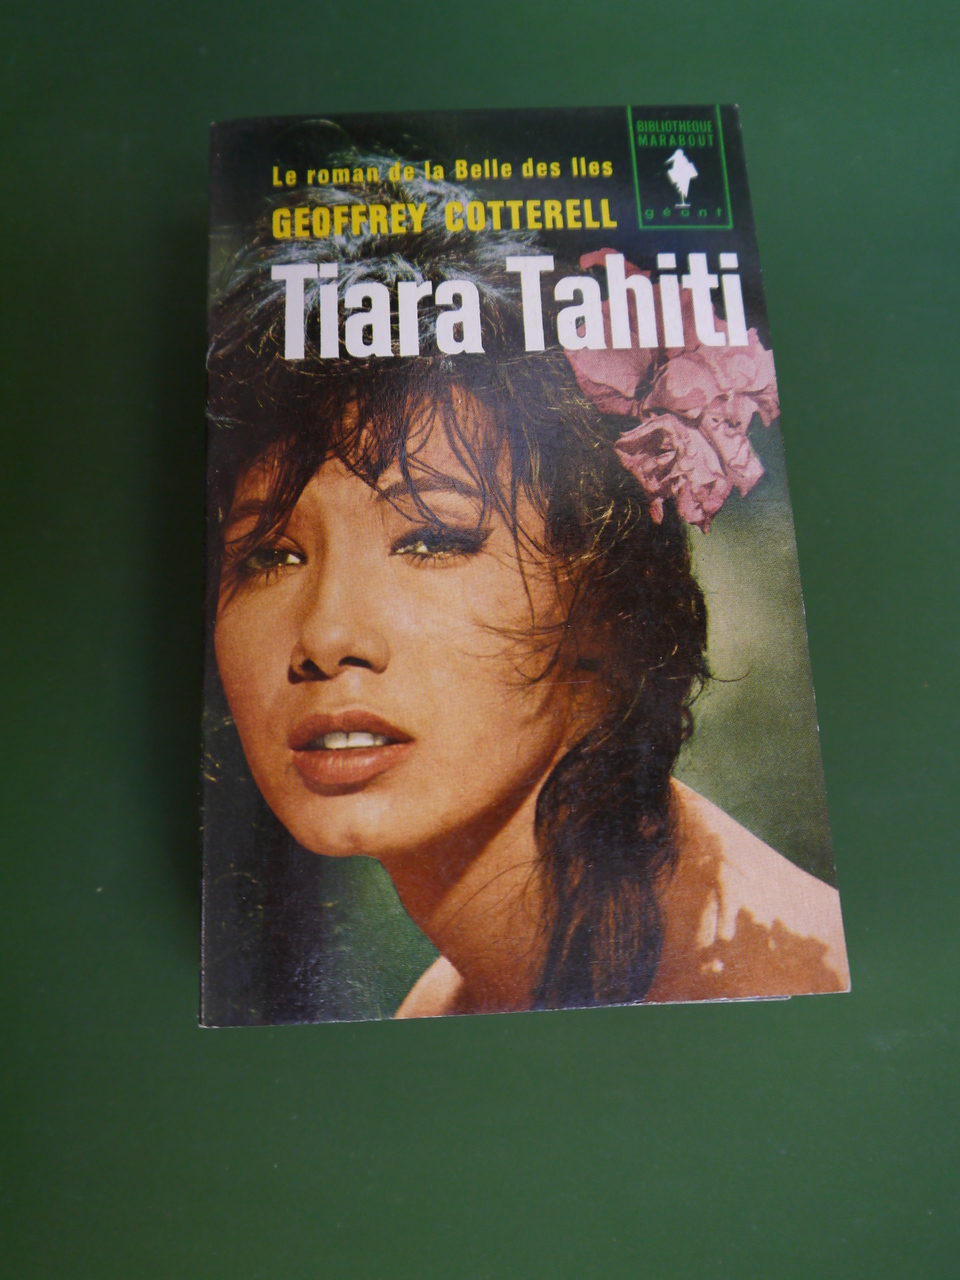 BIBLIOTHEQUE
MARABOUT
géant
Le roman de la Belle des Iles
GEOFFREY COTTERELL
Tiara Tahiti